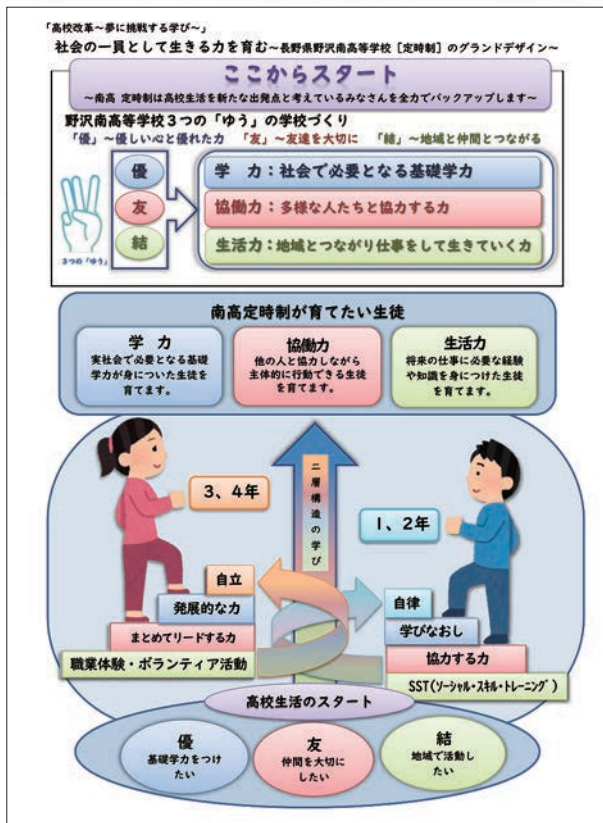 「高校改革～夢に挑戦する学び～」
社会の一員として生きる力を育む～長野県野沢南高等学校［定時制］のグランドデザイン～
ここからスタート
～南高 定時制は高校生活を新たな出発点と考えているみなさんを全力でバックアップします～
野沢南高等学校３つの「ゆう」の学校づくり
「優」～優しい心と優れた力　「友」～友達を大切に　「結」～地域と仲間とつながる
優
友
結
３つの「ゆう」
学　力：社会で必要となる基礎学力
協働力：多様な人たちと協力する力
生活力：地域とつながり仕事をして生きていく力
南高定時制が育てたい生徒
学　力
実社会で必要となる基礎
学力が身についた生徒を
育てます。
協働力
他の人と協力しながら
主体的に行動できる生徒
を育てます。
生活力
将来の仕事に必要な経験
や知識を身につけた生徒
を育てます。
二層構造の学び
３、４年
１、２年
自立
発展的な力
まとめてリードする力
職業体験・ボランティア活動
自律
学びなおし
協力する力
SST(ｿｰｼｬﾙ・ｽｷﾙ・ﾄﾚｰﾆﾝｸﾞ)
高校生活のスタート
優
基礎学力をつけ
たい
友
仲間を大切に
したい
結
地域で活動し
たい